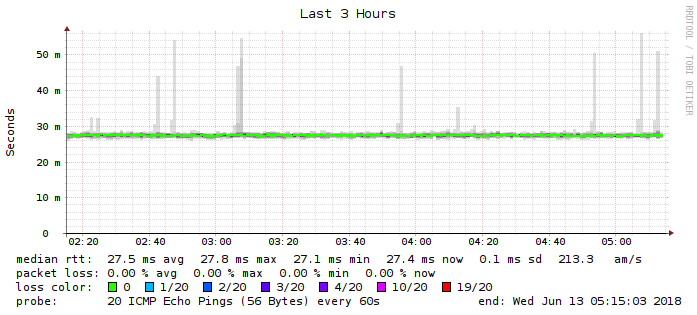 Last 3 Hours
RRDTOOL / TOBI OETIKER
Seconds
50 m
40 m
30 m
20 m
10 m
0
02:20 02:40 03:00 03:20 03:40 04:00 04:20 04:40 05:00
median rtt: 27.5 ms avg 27.8 ms max 27.1 ms min 27.4 ms now 0.1 ms sd 213.3 am/s
packet loss: 0.00 % avg 0.00 % max 0.00 % min 0.00 % now
loss color: 0 1/20 2/20 3/20 4/20 10/20 19/20
probe: 20 ICMP Echo Pings (56 Bytes) every 60s end: Wed Jun 13 05:15:03 2018